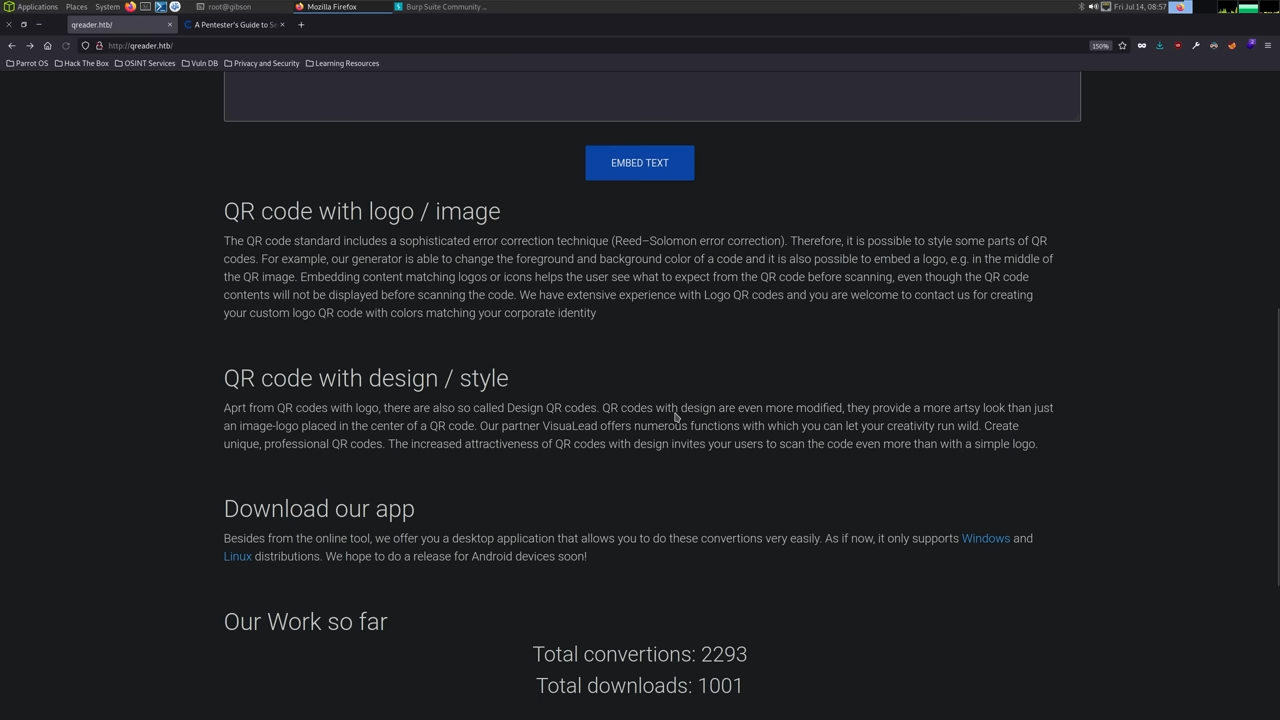 Applications Places System root@gibson Mozilla Firefox Burp Suite Community ... Fri Jul 14, 08:57
qreader.htb/ A Pentester's Guide to Se
http://qreader.htb/ 150%
Parrot OS Hack The Box OSINT Services Vuln DB Privacy and Security Learning Resources
EMBED TEXT
QR code with logo / image
The QR code standard includes a sophisticated error correction technique (Reed–Solomon error correction). Therefore, it is possible to style some parts of QR
codes. For example, our generator is able to change the foreground and background color of a code and it is also possible to embed a logo, e.g. in the middle of
the QR image. Embedding content matching logos or icons helps the user see what to expect from the QR code before scanning, even though the QR code
contents will not be displayed before scanning the code. We have extensive experience with Logo QR codes and you are welcome to contact us for creating
your custom logo QR code with colors matching your corporate identity
QR code with design / style
Aprt from QR codes with logo, there are also so called Design QR codes. QR codes with design are even more modified, they provide a more artsy look than just
an image-logo placed in the center of a QR code. Our partner VisuaLead offers numerous functions with which you can let your creativity run wild. Create
unique, professional QR codes. The increased attractiveness of QR codes with design invites your users to scan the code even more than with a simple logo.
Download our app
Besides from the online tool, we offer you a desktop application that allows you to do these convertions very easily. As if now, it only supports Windows and
Linux distributions. We hope to do a release for Android devices soon!
Our Work so far
Total convertions: 2293
Total downloads: 1001